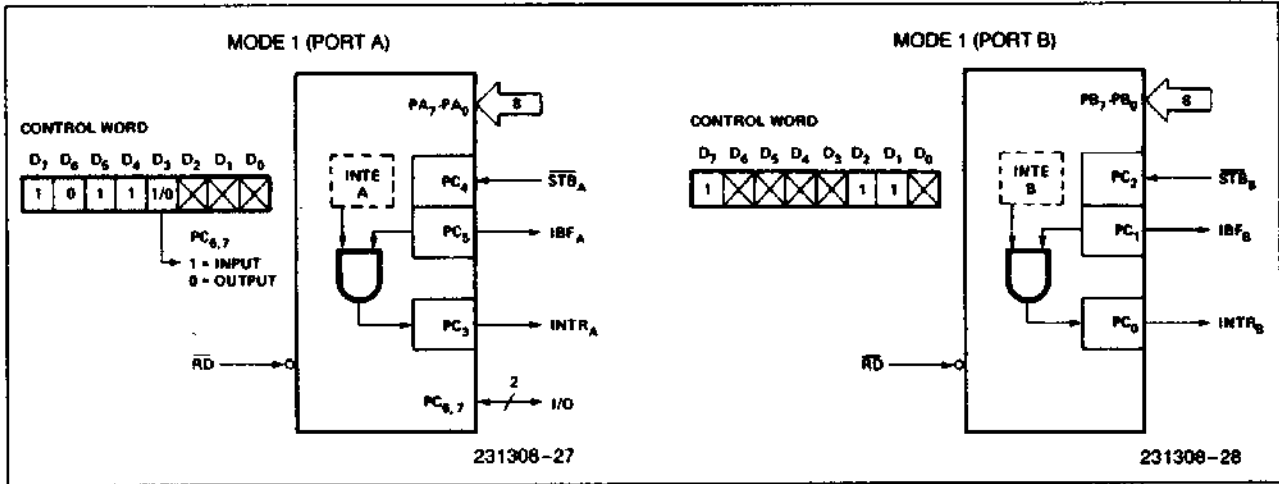 MODE 1 (PORT A)
CONTROL WORD
D7 D6 D5 D4 D3 D2 D1 D0
1 0 1 1 1/0
PC6,7
1 = INPUT
0 = OUTPUT
PA7-PA0
8
INTE
A
PC4
STBA
PC5
IBFA
PC3
INTRA
RD
PC6,7
2
I/O
231308-27
MODE 1 (PORT B)
CONTROL WORD
D7 D6 D5 D4 D3 D2 D1 D0
1 1 1
PB7-PB0
8
INTE
B
PC2
STBB
PC1
IBFB
PC0
INTRB
RD
231308-28